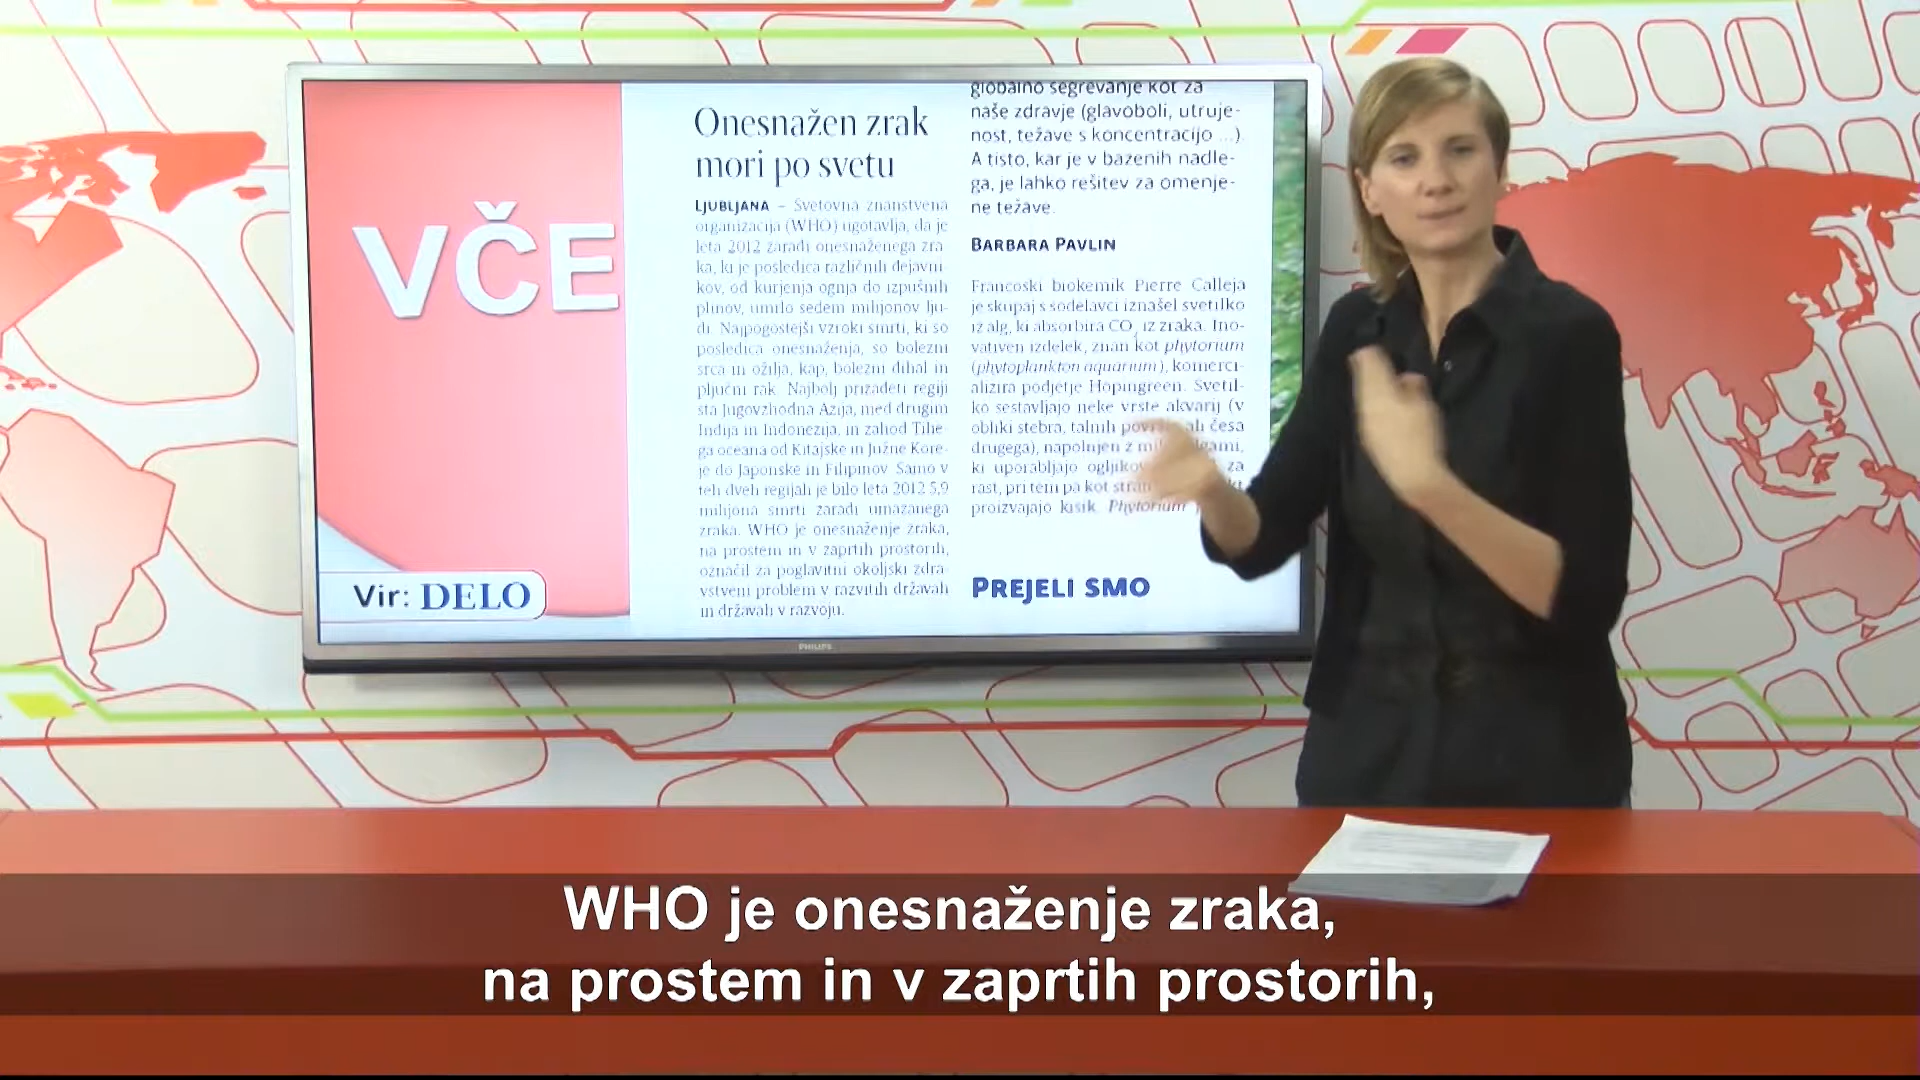 VČE
Vir: DELO
Onesnažen zrak
mori po svetu
LJUBLJANA – Svetovna znanstvena
organizacija (WHO) ugotavlja, da je
leta 2012 zaradi onesnaženega zra-
ka, ki je posledica različnih dejavni-
kov, od kurjenja ognja do izpušnih
plinov, umrlo sedem milijonov lju-
di. Najpogostejši vzroki smrti, ki so
posledica onesnaženja, so bolezni
srca in ožilja, kap, bolezni dihal in
pljučni rak. Najbolj prizadeti regiji
sta Jugovzhodna Azija, med drugim
Indija in Indonezija, in zahod Tihe-
ga oceana od Kitajske in Južne Kore-
je do Japonske in Filipinov. Samo v
teh dveh regijah je bilo leta 2012 5,9
milijona smrti zaradi umazanega
zraka. WHO je onesnaženje zraka,
na prostem in v zaprtih prostorih,
označil za poglavitni okoljski zdra-
vstveni problem v razvitih državah
in državah v razvoju.
globalno segrevanje kot za
naše zdravje (glavoboli, utruje-
nost, težave s koncentracijo ...).
A tisto, kar je v bazenih nadle-
ga, je lahko rešitev za omenje-
ne težave.
BARBARA PAVLIN
Francoski biokemik Pierre Calleja
je skupaj s sodelavci iznašel svetilko
iz alg, ki absorbira CO₂ iz zraka. Ino-
vativen izdelek, znan kot phytorium
(phytoplankton aquarium), komerci-
alizira podjetje Hopingreen. Svetil-
ko sestavljajo neke vrste akvarij (v
obliki stebra, talnih ali česa
drugega), napolnjen z
ki uporabljajo za
rast, pri tem pa kot
proizvajajo kisik. Phytorium
PREJELI SMO
PHILIPS
WHO je onesnaženje zraka,
na prostem in v zaprtih prostorih,